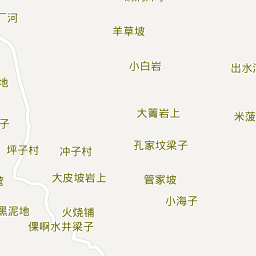 厂河
羊草坡
小白岩
出水
地
大箐岩上
米菠
子
孔家坟梁子
坪子村
冲子村
大皮坡岩上
管家坡
小海子
黑泥地
火烧铺
倮啊水井梁子